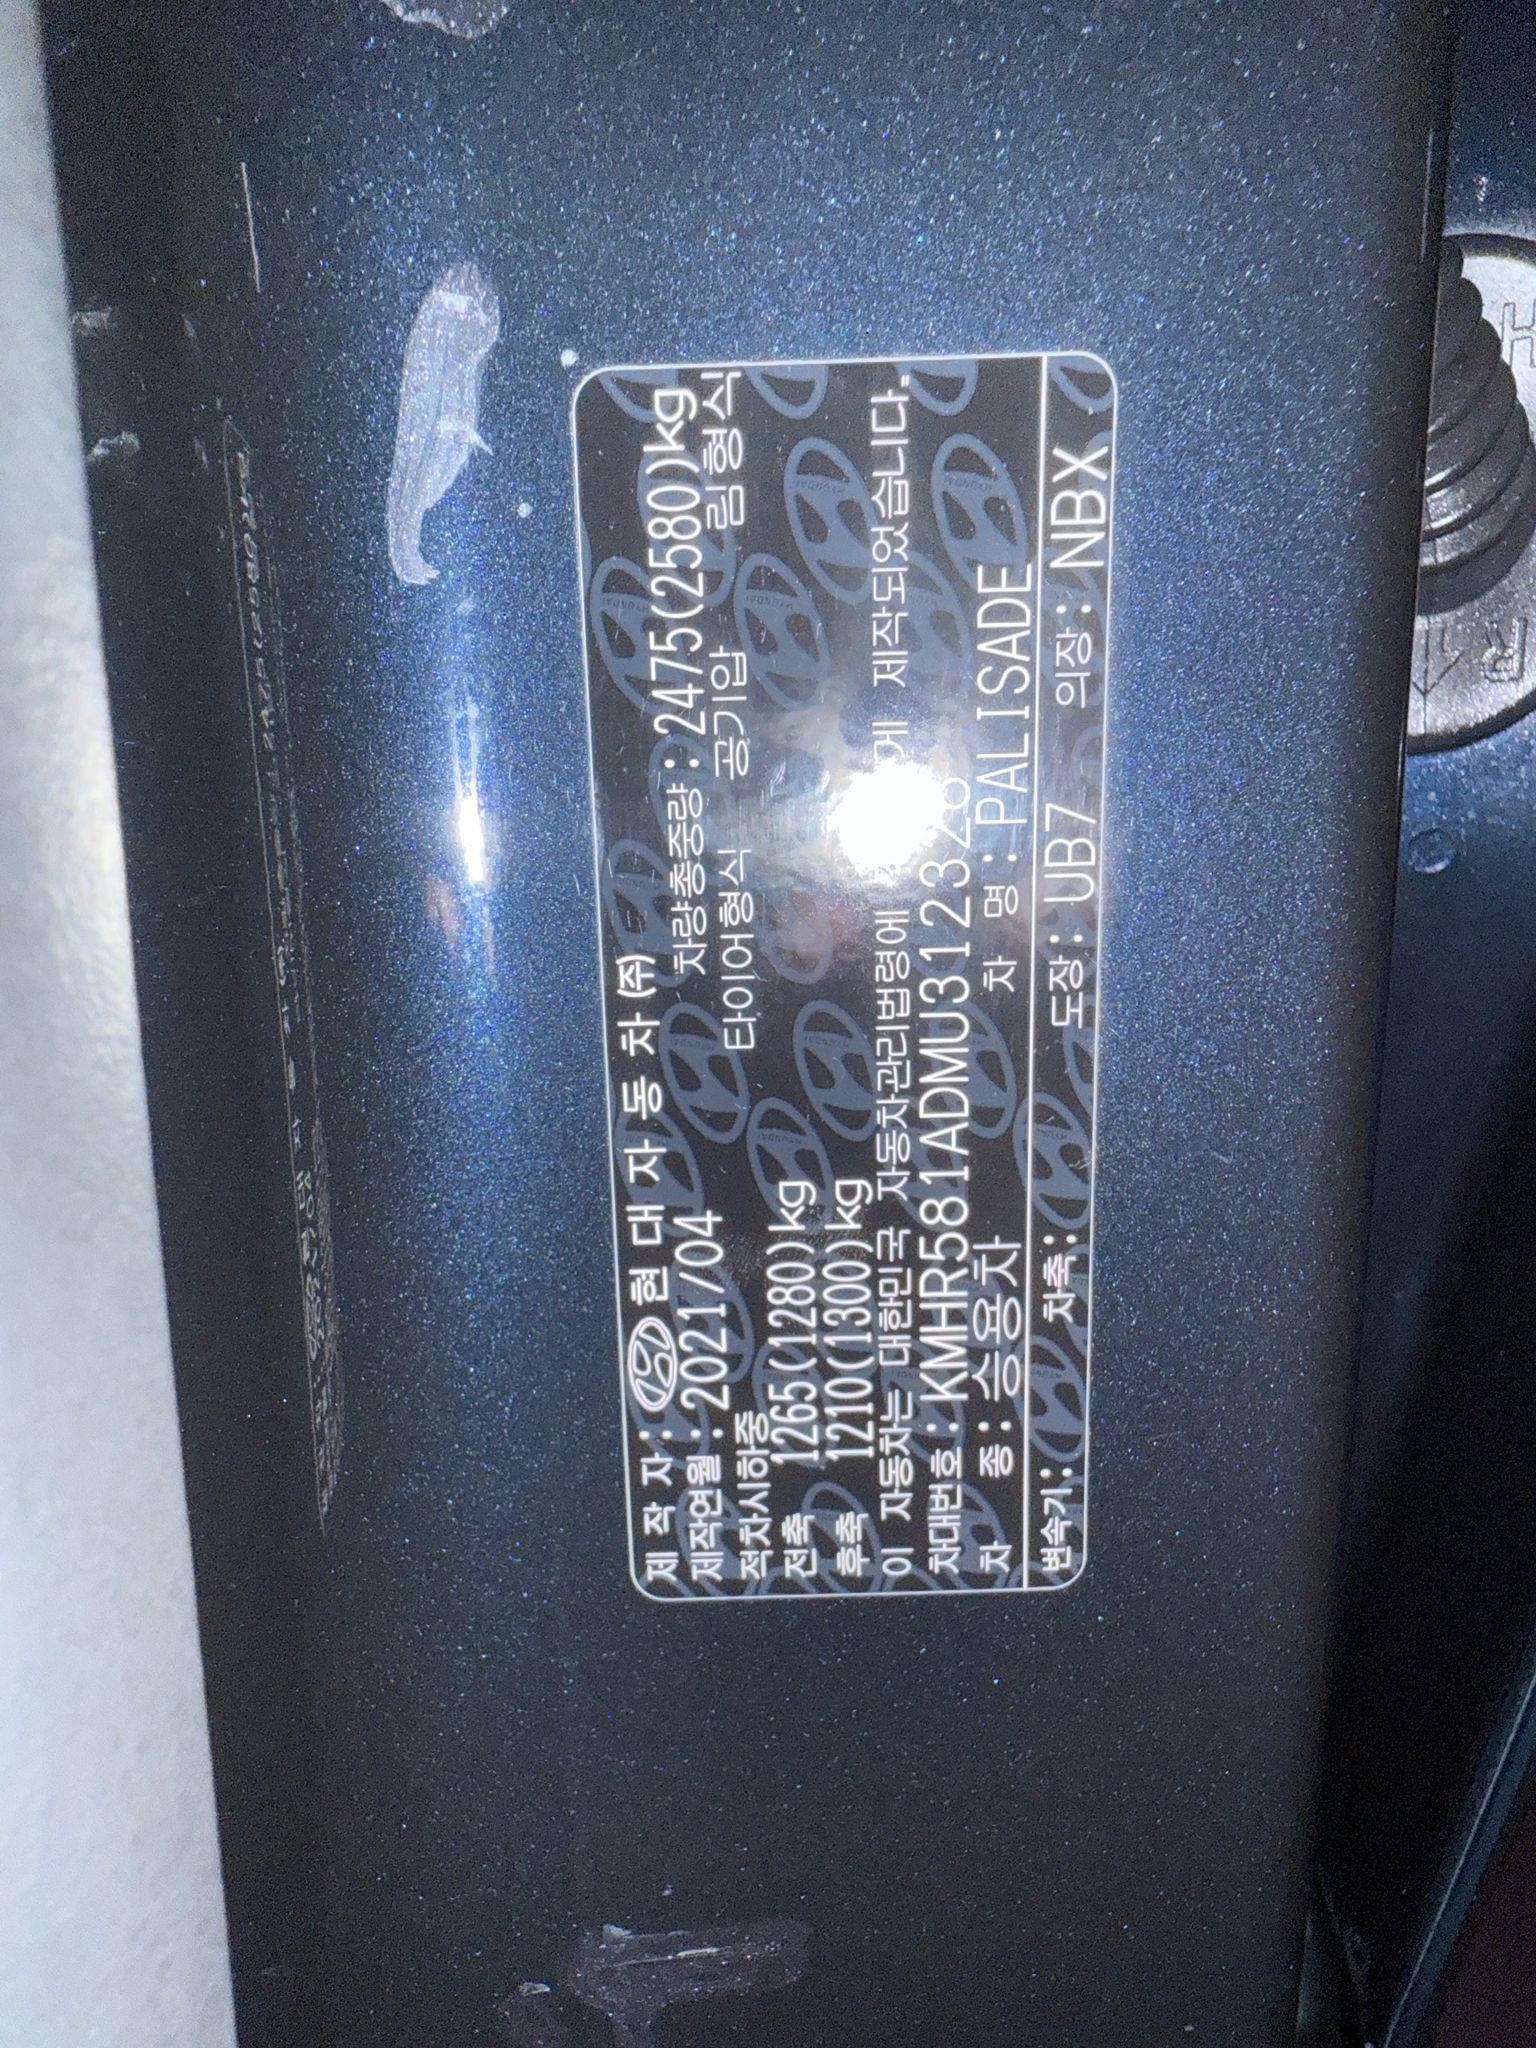 제 작 자: 현 대 자 동 차 (주)
제작연월: 2021/04 차량총중량: 2475(2580)kg
적차시하중 타이어형식 공기압 림형식
전축 1265(1280)kg
후축 1210(1300)kg
이 자동차는 대한민국 자동차관리법령에 제작되었습니다.
차대번호: KMHR581ADMU312328
차 종: 승용차 차 명: PALISADE
변속기: 차축: 도장: UB7 의장: NBX
H
R